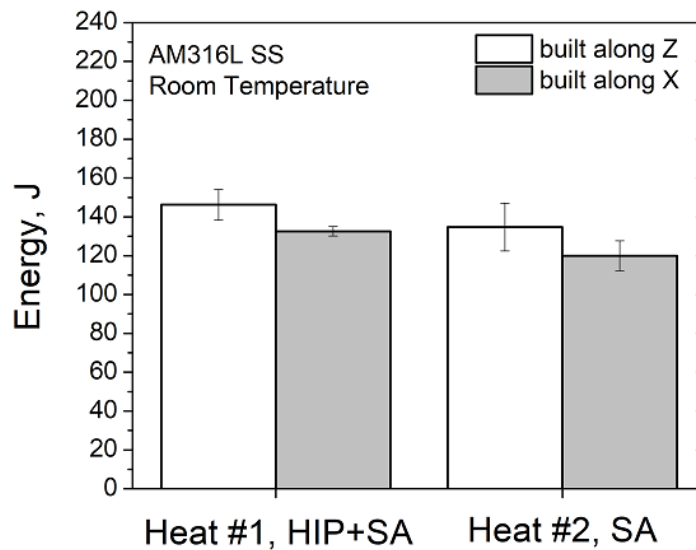 240
220
200
180
160
140
120
100
80
60
40
20
0
Energy, J
AM316L SS
Room Temperature
built along Z
built along X
Heat #1, HIP+SA
Heat #2, SA